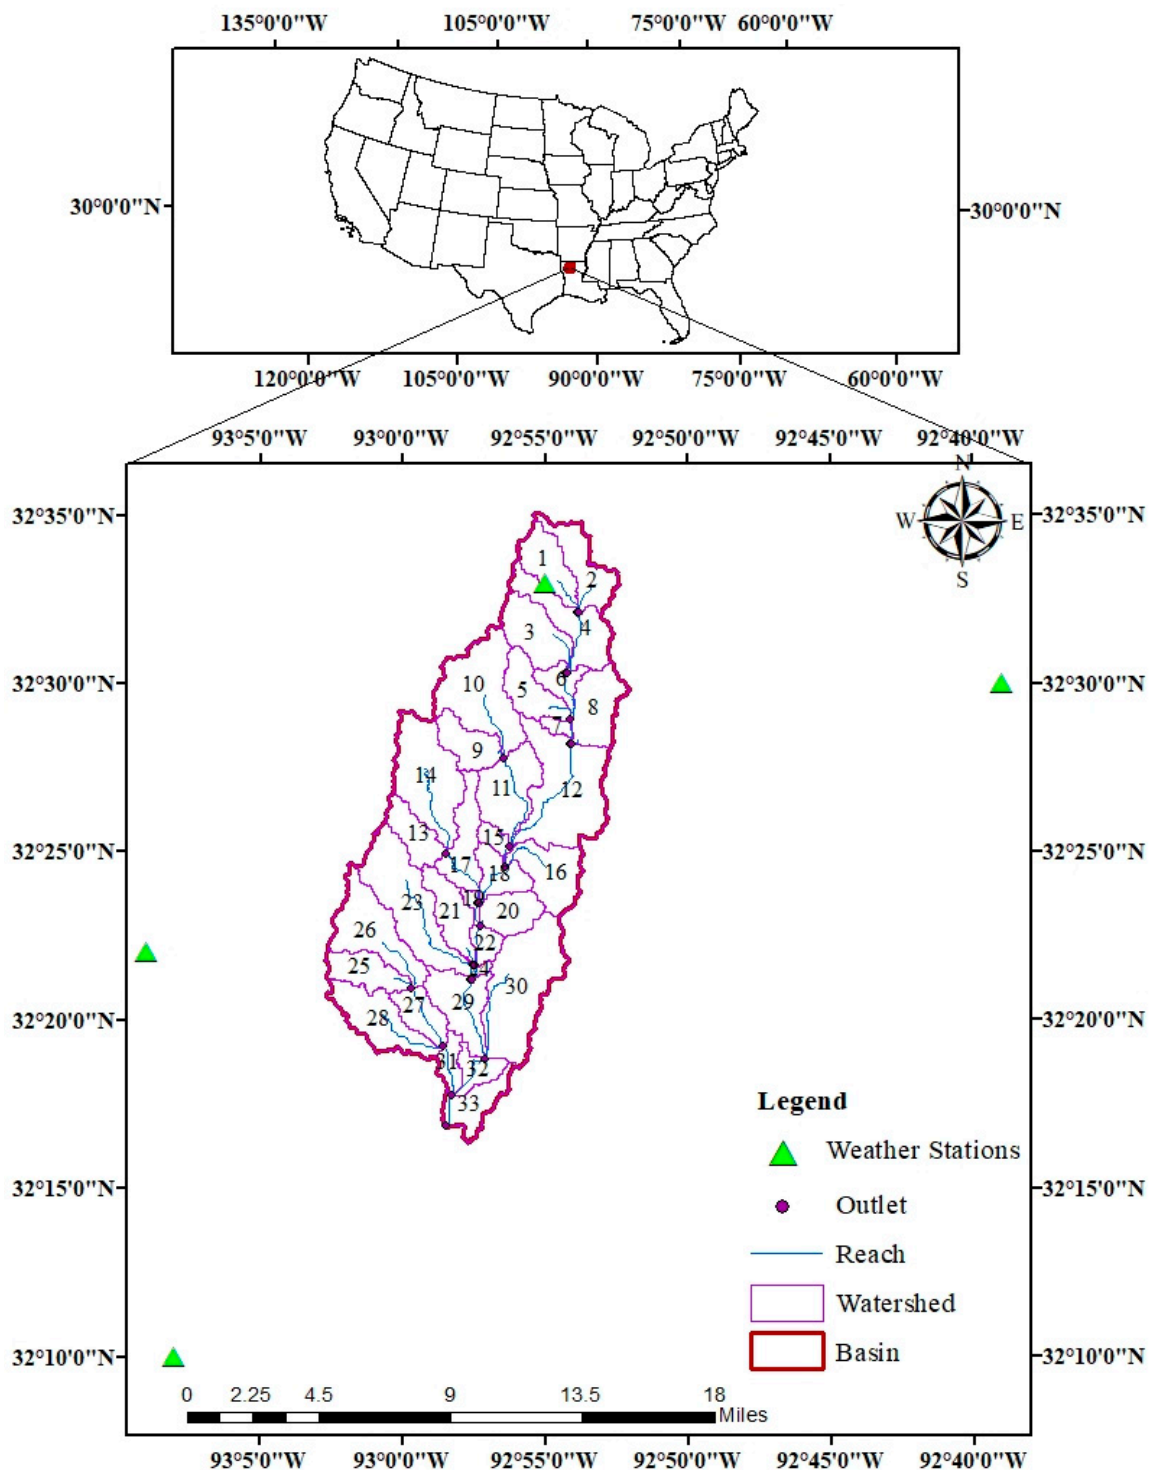 135°0'0"W 105°0'0"W 75°0'0"W 60°0'0"W
30°0'0"N 30°0'0"N
120°0'0"W 105°0'0"W 90°0'0"W 75°0'0"W 60°0'0"W
93°5'0"W 93°0'0"W 92°55'0"W 92°50'0"W 92°45'0"W 92°40'0"W
N
W E
S
32°35'0"N 32°35'0"N
1
2
3 4
32°30'0"N 32°30'0"N
10 5 6
8
7
9
14 11 12
13 15
32°25'0"N 32°25'0"N
17 18 16
23 21 20
26 22
25
30
27 29
28
32°20'0"N 32°20'0"N
31 32
33
Legend
Weather Stations
Outlet
Reach
Watershed
Basin
32°15'0"N 32°15'0"N
32°10'0"N 32°10'0"N
0 2.25 4.5 9 13.5 18
Miles
93°5'0"W 93°0'0"W 92°55'0"W 92°50'0"W 92°45'0"W 92°40'0"W